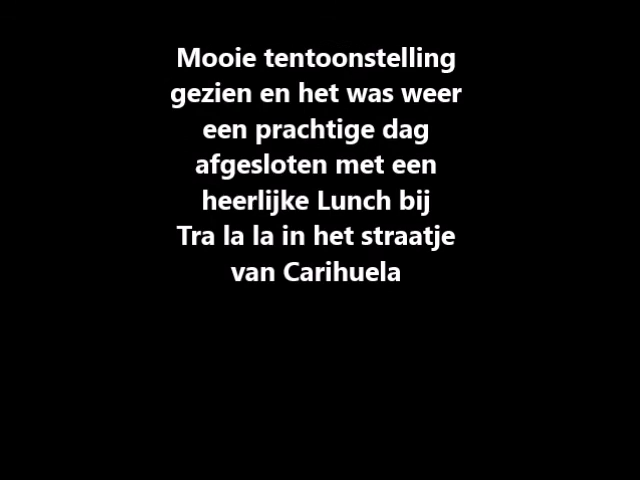 Mooie tentoonstelling
gezien en het was weer
een prachtige dag
afgesloten met een
heerlijke Lunch bij
Tra la la in het straatje
van Carihuela